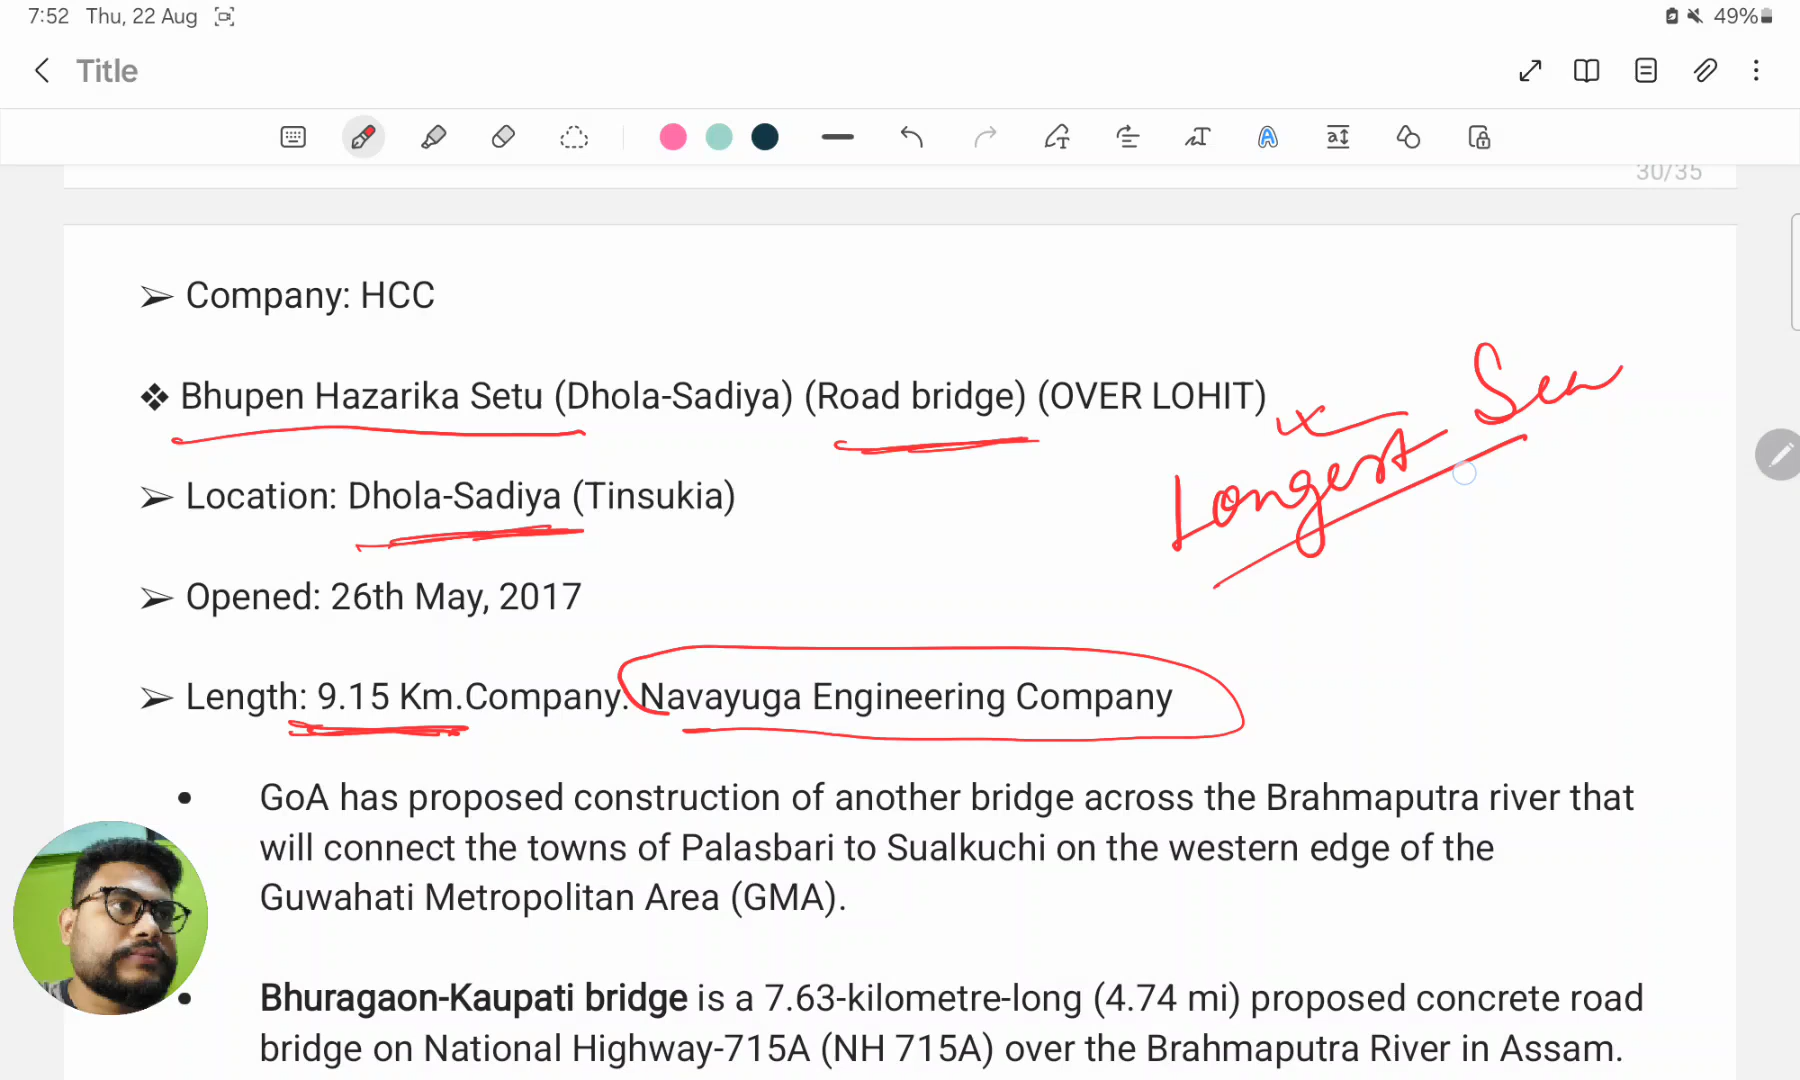 7:52 Thu, 22 Aug 49%
Title
30/35
➢ Company: HCC
❖ Bhupen Hazarika Setu (Dhola-Sadiya) (Road bridge) (OVER LOHIT)
Longest
➢ Location: Dhola-Sadiya (Tinsukia)
➢ Opened: 26th May, 2017
➢ Length: 9.15 Km.Company: Navayuga Engineering Company
• GoA has proposed construction of another bridge across the Brahmaputra river that
will connect the towns of Palasbari to Sualkuchi on the western edge of the
Guwahati Metropolitan Area (GMA).
• Bhuragaon-Kaupati bridge is a 7.63-kilometre-long (4.74 mi) proposed concrete road
bridge on National Highway-715A (NH 715A) over the Brahmaputra River in Assam.